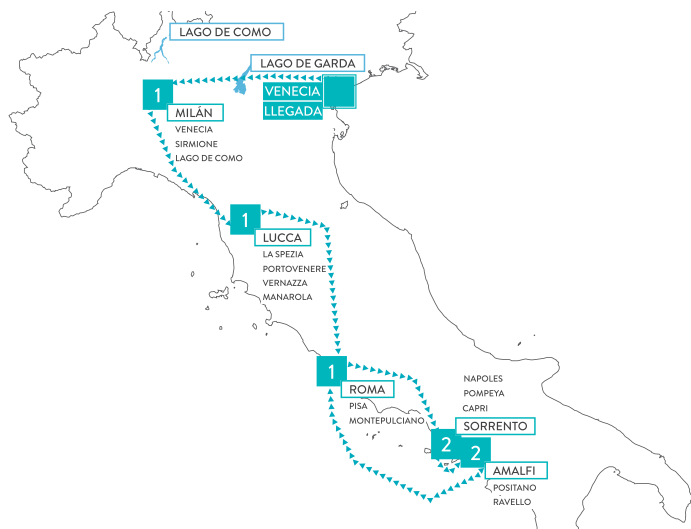 LAGO DE COMO
LAGO DE GARDA
VENECIA
LLEGADA
1
MILÁN
VENECIA
SIRMIONE
LAGO DE COMO
1
LUCCA
LA SPEZIA
PORTOVENERE
VERNAZZA
MANAROLA
1
ROMA
PISA
MONTEPULCIANO
NAPOLES
POMPEYA
CAPRI
SORRENTO
2
2
AMALFI
POSITANO
RAVELLO